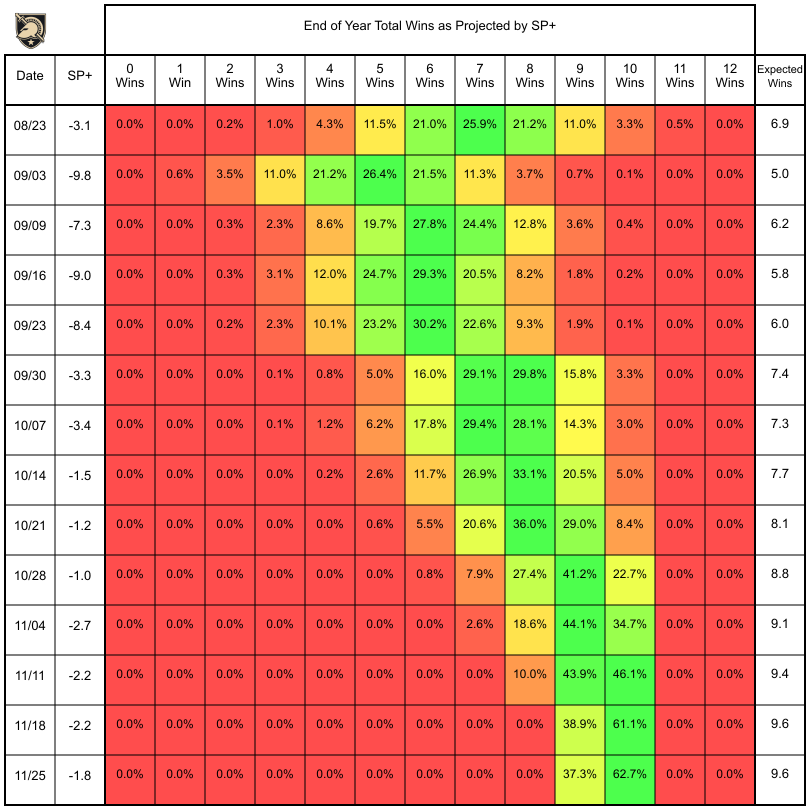 End of Year Total Wins as Projected by SP+
Date SP+ 0 Wins 1 Win 2 Wins 3 Wins 4 Wins 5 Wins 6 Wins 7 Wins 8 Wins 9 Wins 10 Wins 11 Wins 12 Wins Expected Wins
08/23 -3.1 0.0% 0.0% 0.2% 1.0% 4.3% 11.5% 21.0% 25.9% 21.2% 11.0% 3.3% 0.5% 0.0% 6.9
09/03 -9.8 0.0% 0.6% 3.5% 11.0% 21.2% 26.4% 21.5% 11.3% 3.7% 0.7% 0.1% 0.0% 0.0% 5.0
09/09 -7.3 0.0% 0.0% 0.3% 2.3% 8.6% 19.7% 27.8% 24.4% 12.8% 3.6% 0.4% 0.0% 0.0% 6.2
09/16 -9.0 0.0% 0.0% 0.3% 3.1% 12.0% 24.7% 29.3% 20.5% 8.2% 1.8% 0.2% 0.0% 0.0% 5.8
09/23 -8.4 0.0% 0.0% 0.2% 2.3% 10.1% 23.2% 30.2% 22.6% 9.3% 1.9% 0.1% 0.0% 0.0% 6.0
09/30 -3.3 0.0% 0.0% 0.0% 0.1% 0.8% 5.0% 16.0% 29.1% 29.8% 15.8% 3.3% 0.0% 0.0% 7.4
10/07 -3.4 0.0% 0.0% 0.0% 0.1% 1.2% 6.2% 17.8% 29.4% 28.1% 14.3% 3.0% 0.0% 0.0% 7.3
10/14 -1.5 0.0% 0.0% 0.0% 0.0% 0.2% 2.6% 11.7% 26.9% 33.1% 20.5% 5.0% 0.0% 0.0% 7.7
10/21 -1.2 0.0% 0.0% 0.0% 0.0% 0.0% 0.6% 5.5% 20.6% 36.0% 29.0% 8.4% 0.0% 0.0% 8.1
10/28 -1.0 0.0% 0.0% 0.0% 0.0% 0.0% 0.0% 0.8% 7.9% 27.4% 41.2% 22.7% 0.0% 0.0% 8.8
11/04 -2.7 0.0% 0.0% 0.0% 0.0% 0.0% 0.0% 0.0% 2.6% 18.6% 44.1% 34.7% 0.0% 0.0% 9.1
11/11 -2.2 0.0% 0.0% 0.0% 0.0% 0.0% 0.0% 0.0% 0.0% 10.0% 43.9% 46.1% 0.0% 0.0% 9.4
11/18 -2.2 0.0% 0.0% 0.0% 0.0% 0.0% 0.0% 0.0% 0.0% 0.0% 38.9% 61.1% 0.0% 0.0% 9.6
11/25 -1.8 0.0% 0.0% 0.0% 0.0% 0.0% 0.0% 0.0% 0.0% 0.0% 37.3% 62.7% 0.0% 0.0% 9.6